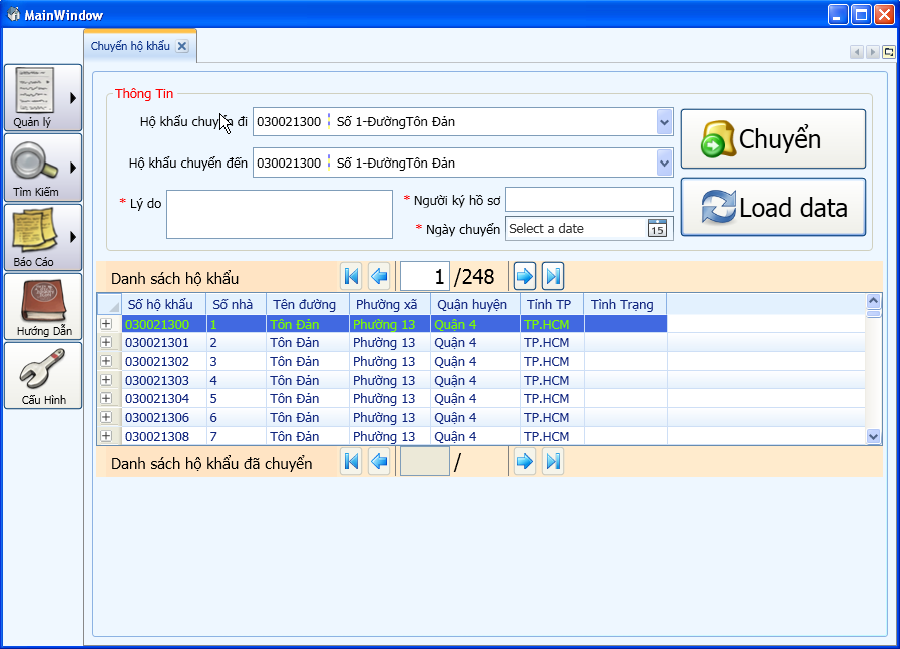 MainWindow
Chuyển hộ khẩu
Quản lý
Tìm Kiếm
Báo Cáo
Hướng Dẫn
Cấu Hình
Thông Tin
Hộ khẩu chuyển đi 030021300 ¦ Số 1-ĐườngTôn Đản
Hộ khẩu chuyển đến 030021300 ¦ Số 1-ĐườngTôn Đản
* Lý do
* Người ký hồ sơ
* Ngày chuyển Select a date 15
Chuyển
Load data
Danh sách hộ khẩu 1 /248
Số hộ khẩu Số nhà Tên đường Phường xã Quận huyện Tỉnh TP Tình Trạng
030021300 1 Tôn Đản Phường 13 Quận 4 TP.HCM
030021301 2 Tôn Đản Phường 13 Quận 4 TP.HCM
030021302 3 Tôn Đản Phường 13 Quận 4 TP.HCM
030021303 4 Tôn Đản Phường 13 Quận 4 TP.HCM
030021304 5 Tôn Đản Phường 13 Quận 4 TP.HCM
030021306 6 Tôn Đản Phường 13 Quận 4 TP.HCM
030021308 7 Tôn Đản Phường 13 Quận 4 TP.HCM
Danh sách hộ khẩu đã chuyển /